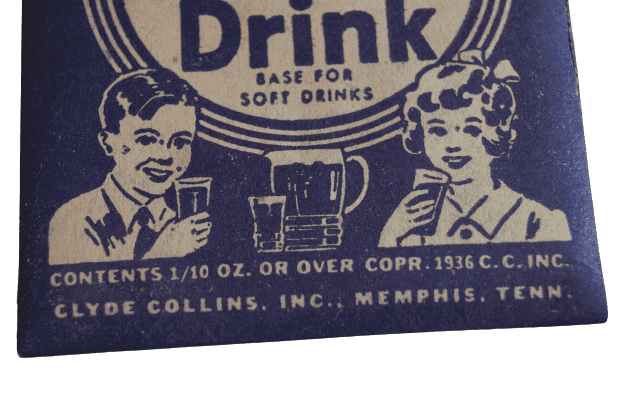 Drink
BASE FOR
SOFT DRINKS
CONTENTS 1/10 OZ. OR OVER COPR. 1936 C. C. INC.
CLYDE COLLINS, INC., MEMPHIS, TENN.